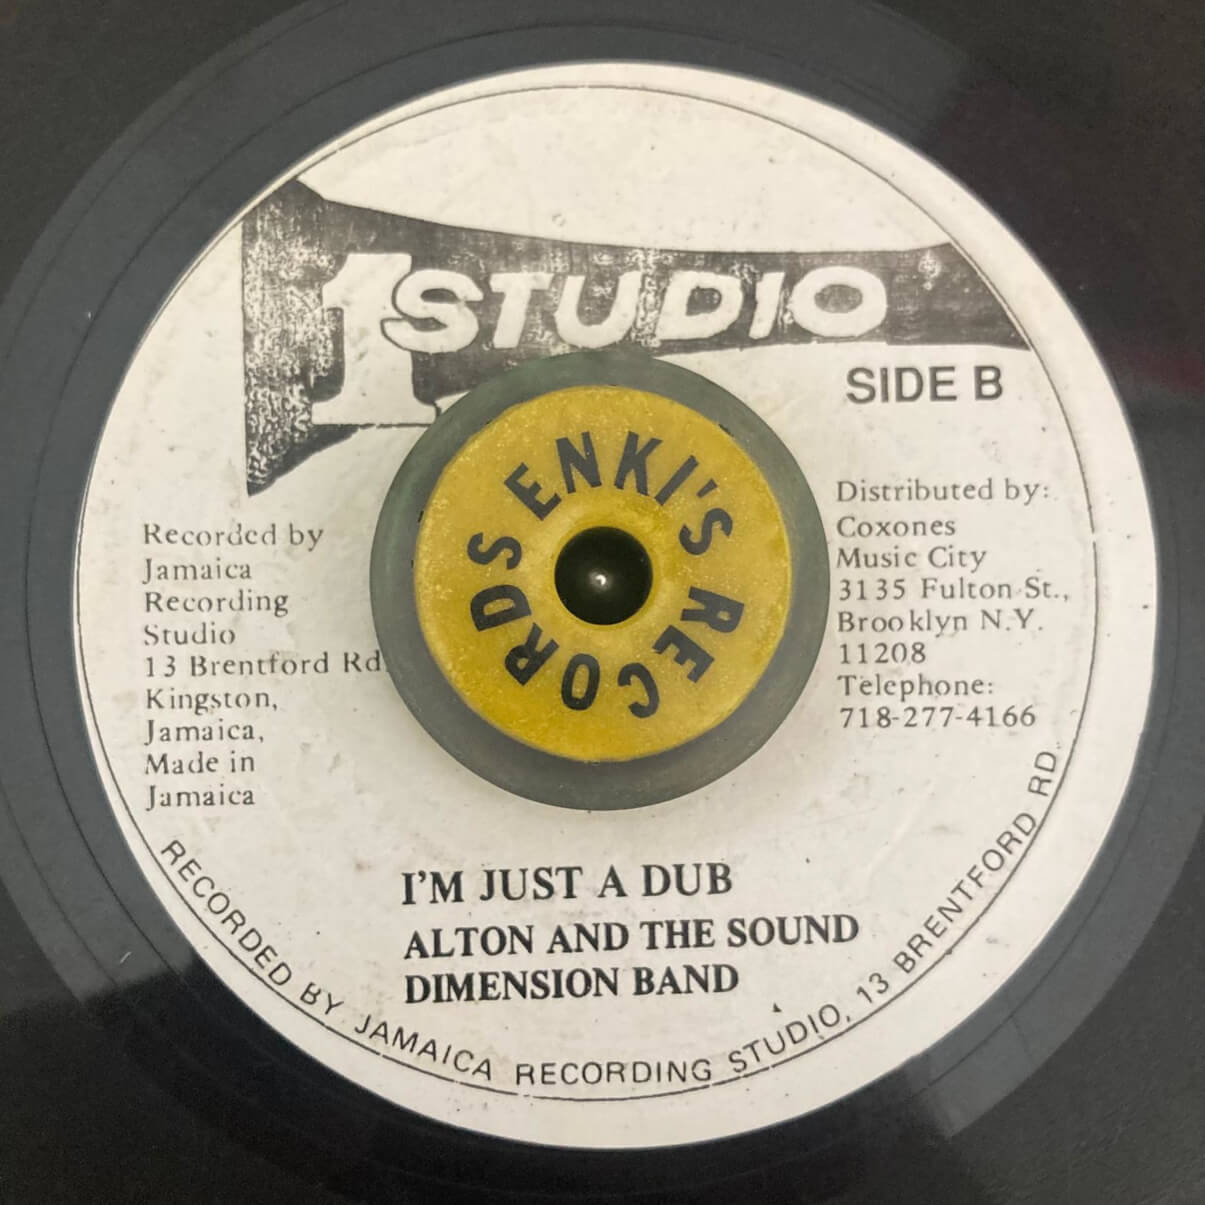 1 STUDIO
SIDE B
ENKI'S RECORDS
Recorded by
Jamaica
Recording
Studio
13 Brentford Rd
Kingston,
Jamaica,
Made in
Jamaica
Distributed by:
Coxones
Music City
3135 Fulton St.,
Brooklyn N.Y.
11208
Telephone:
718-277-4166
I'M JUST A DUB
ALTON AND THE SOUND
DIMENSION BAND
RECORDED BY JAMAICA RECORDING STUDIO, 13 BRENTFORD RD.